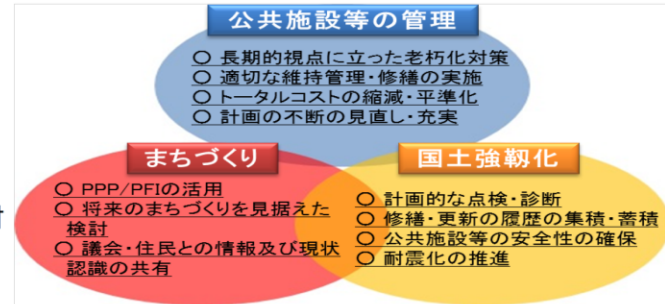 公共施設等の管理
○ 長期的視点に立った老朽化対策
○ 適切な維持管理・修繕の実施
○ トータルコストの縮減・平準化
○ 計画の不断の見直し・充実
まちづくり
○ PPP/PFIの活用
○ 将来のまちづくりを見据えた
検討
○ 議会・住民との情報及び現状
認識の共有
国土強靱化
○ 計画的な点検・診断
○ 修繕・更新の履歴の集積・蓄積
○ 公共施設等の安全性の確保
○ 耐震化の推進